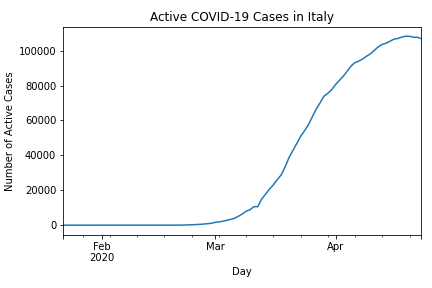 Active COVID-19 Cases in Italy
100000
80000
60000
40000
20000
0
Number of Active Cases
Feb
2020
Mar
Apr
Day